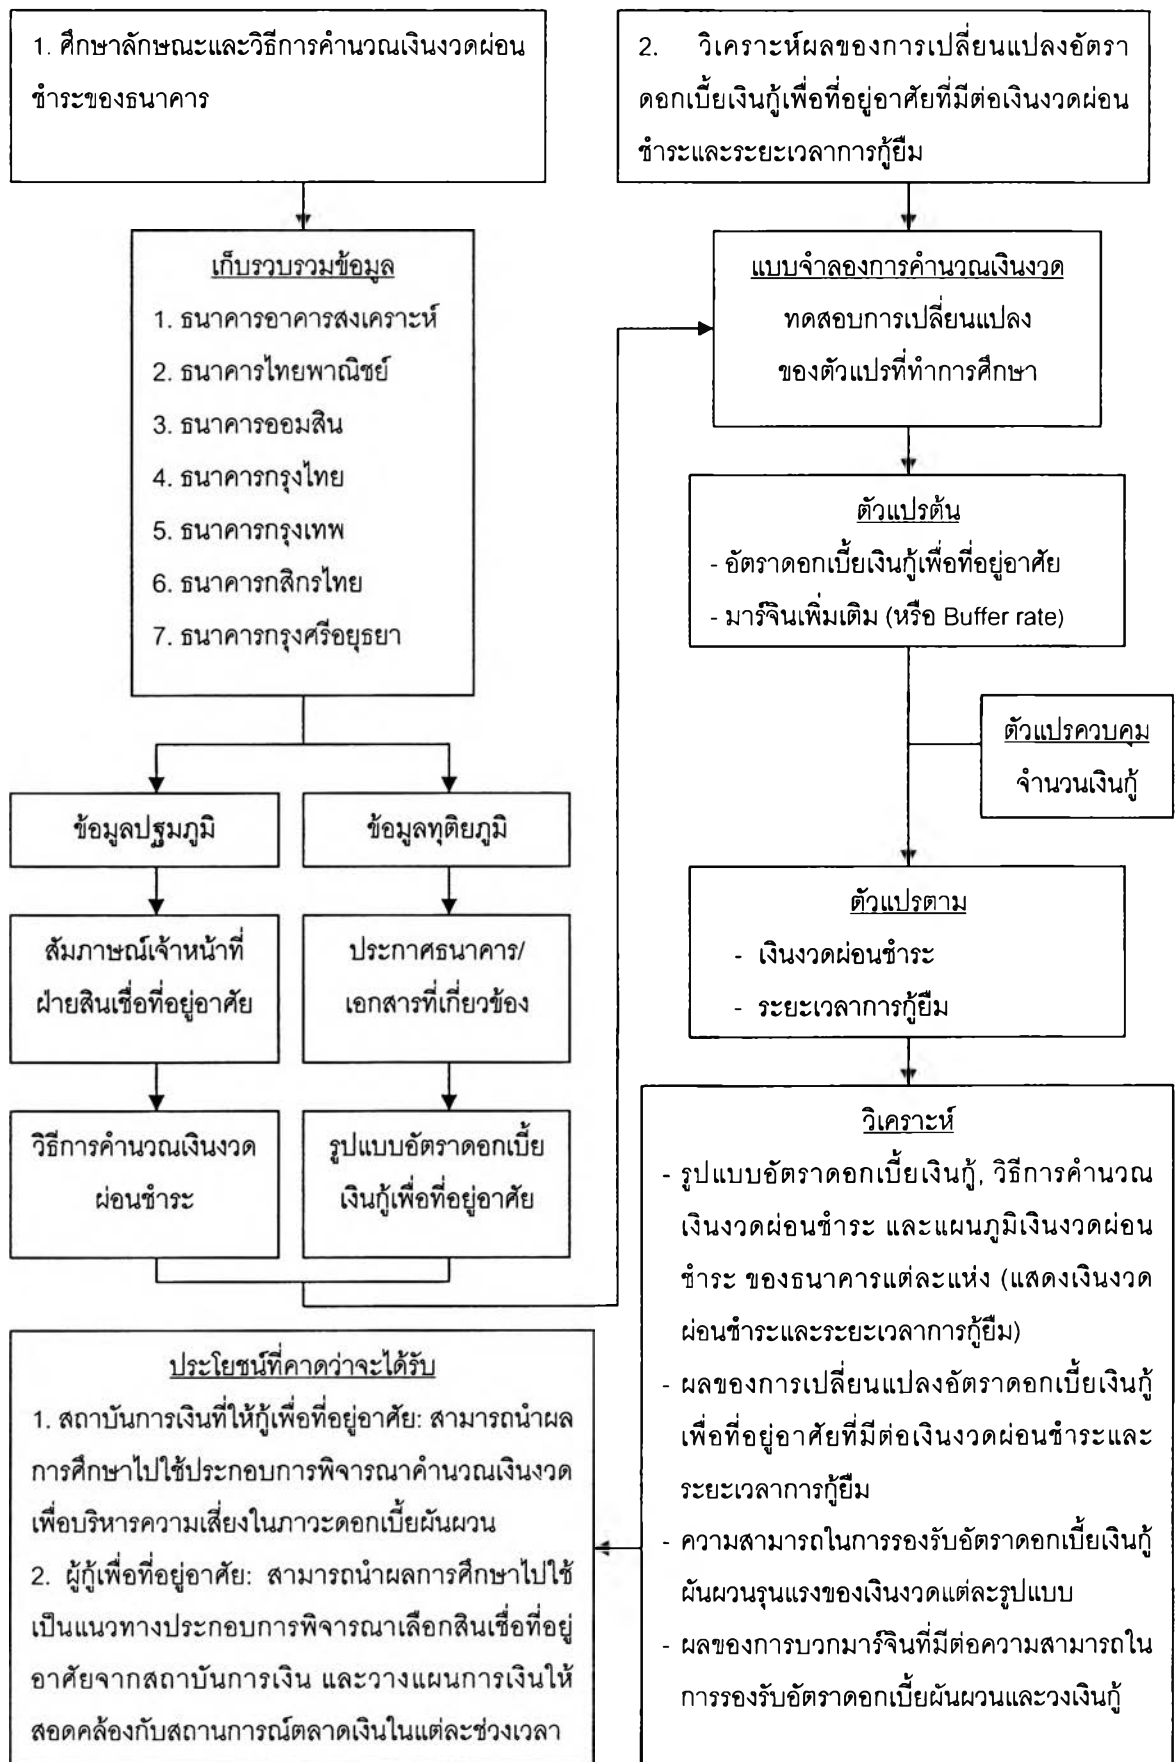 1. ศึกษาลักษณะและวิธีการคำนวณเงินงวดผ่อน
ชำระของธนาคาร
2. วิเคราะห์ผลของการเปลี่ยนแปลงอัตรา
ดอกเบี้ยเงินกู้เพื่อที่อยู่อาศัยที่มีต่อเงินงวดผ่อน
ชำระและระยะเวลาการกู้ยืม
เก็บรวบรวมข้อมูล
1. ธนาคารอาคารสงเคราะห์
2. ธนาคารไทยพาณิชย์
3. ธนาคารออมสิน
4. ธนาคารกรุงไทย
5. ธนาคารกรุงเทพ
6. ธนาคารกสิกรไทย
7. ธนาคารกรุงศรีอยุธยา
แบบจำลองการคำนวณเงินงวด
ทดสอบการเปลี่ยนแปลง
ของตัวแปรที่ทำการศึกษา
ตัวแปรต้น
- อัตราดอกเบี้ยเงินกู้เพื่อที่อยู่อาศัย
- มาร์จินเพิ่มเติม (หรือ Buffer rate)
ตัวแปรควบคุม
จำนวนเงินกู้
ข้อมูลปฐมภูมิ
ข้อมูลทุติยภูมิ
สัมภาษณ์เจ้าหน้าที่
ฝ่ายสินเชื่อที่อยู่อาศัย
ประกาศธนาคาร/
เอกสารที่เกี่ยวข้อง
ตัวแปรตาม
- เงินงวดผ่อนชำระ
- ระยะเวลาการกู้ยืม
วิธีการคำนวณเงินงวด
ผ่อนชำระ
รูปแบบอัตราดอกเบี้ย
เงินกู้เพื่อที่อยู่อาศัย
วิเคราะห์
- รูปแบบอัตราดอกเบี้ยเงินกู้, วิธีการคำนวณ
เงินงวดผ่อนชำระ และแผนภูมิเงินงวดผ่อน
ชำระ ของธนาคารแต่ละแห่ง (แสดงเงินงวด
ผ่อนชำระและระยะเวลาการกู้ยืม)
- ผลของการเปลี่ยนแปลงอัตราดอกเบี้ยเงินกู้
เพื่อที่อยู่อาศัยที่มีต่อเงินงวดผ่อนชำระและ
ระยะเวลาการกู้ยืม
- ความสามารถในการรองรับอัตราดอกเบี้ยเงินกู้
ผันผวนรุนแรงของเงินงวดแต่ละรูปแบบ
- ผลของการบวกมาร์จินที่มีต่อความสามารถใน
การรองรับอัตราดอกเบี้ยผันผวนและวงเงินกู้
ประโยชน์ที่คาดว่าจะได้รับ
1. สถาบันการเงินที่ให้กู้เพื่อที่อยู่อาศัย: สามารถนำผล
การศึกษาไปใช้ประกอบการพิจารณาคำนวณเงินงวด
เพื่อบริหารความเสี่ยงในภาวะดอกเบี้ยผันผวน
2. ผู้กู้เพื่อที่อยู่อาศัย: สามารถนำผลการศึกษาไปใช้
เป็นแนวทางประกอบการพิจารณาเลือกสินเชื่อที่อยู่
อาศัยจากสถาบันการเงิน และวางแผนการเงินให้
สอดคล้องกับสถานการณ์ตลาดเงินในแต่ละช่วงเวลา